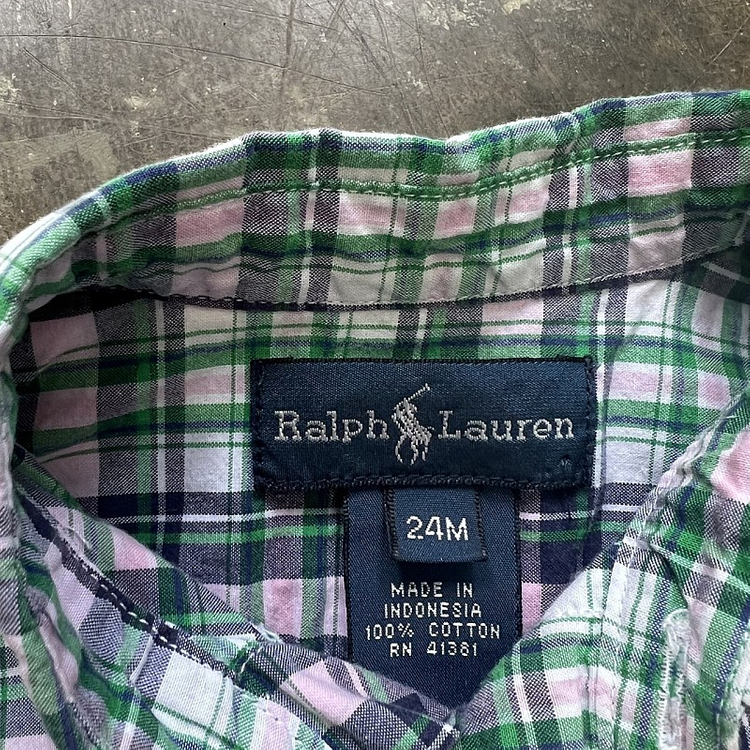 Ralph Lauren
24M
MADE IN
INDONESIA
100% COTTON
RN 41381